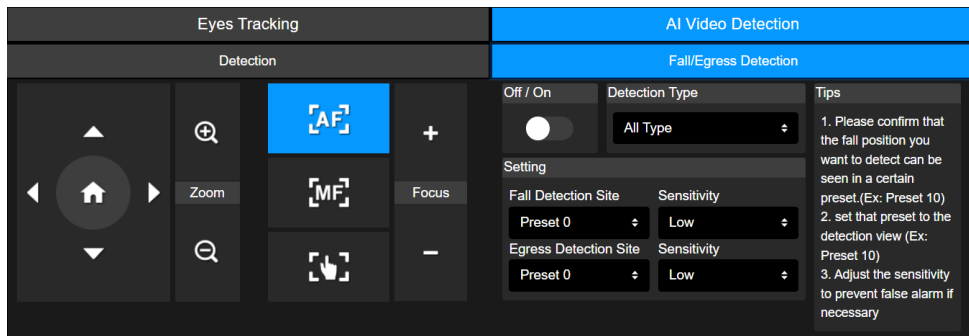 Eyes Tracking
AI Video Detection
Detection
Fall/Egress Detection
AF
MF
Zoom
Focus
Off / On
Detection Type
All Type
Setting
Fall Detection Site
Sensitivity
Preset 0
Low
Egress Detection Site
Sensitivity
Preset 0
Low
Tips
1. Please confirm that
the fall position you
want to detect can be
seen in a certain
preset.(Ex: Preset 10)
2. set that preset to the
detection view (Ex:
Preset 10)
3. Adjust the sensitivity
to prevent false alarm if
necessary